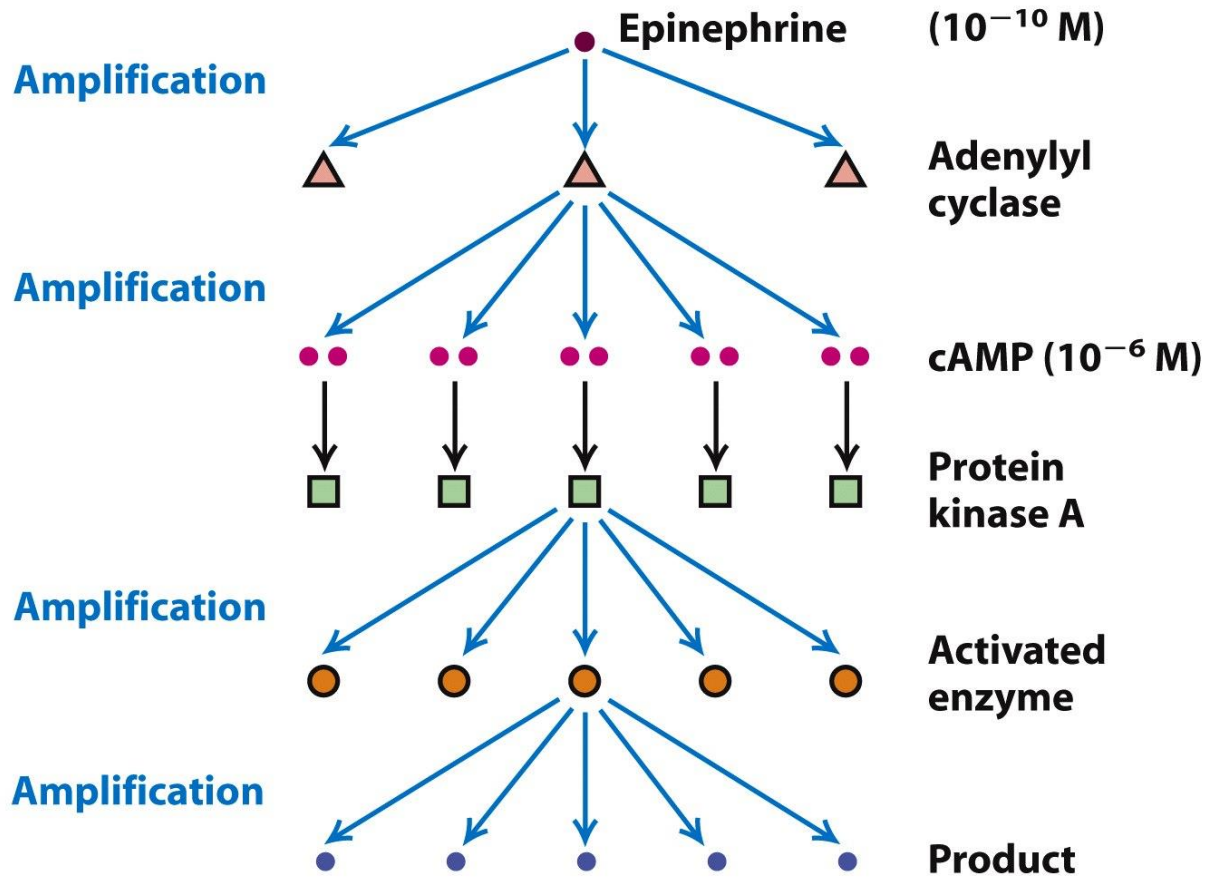 Epinephrine (10⁻¹⁰ M)
Amplification
Adenylyl
cyclase
Amplification
cAMP (10⁻⁶ M)
Protein
kinase A
Amplification
Activated
enzyme
Amplification
Product